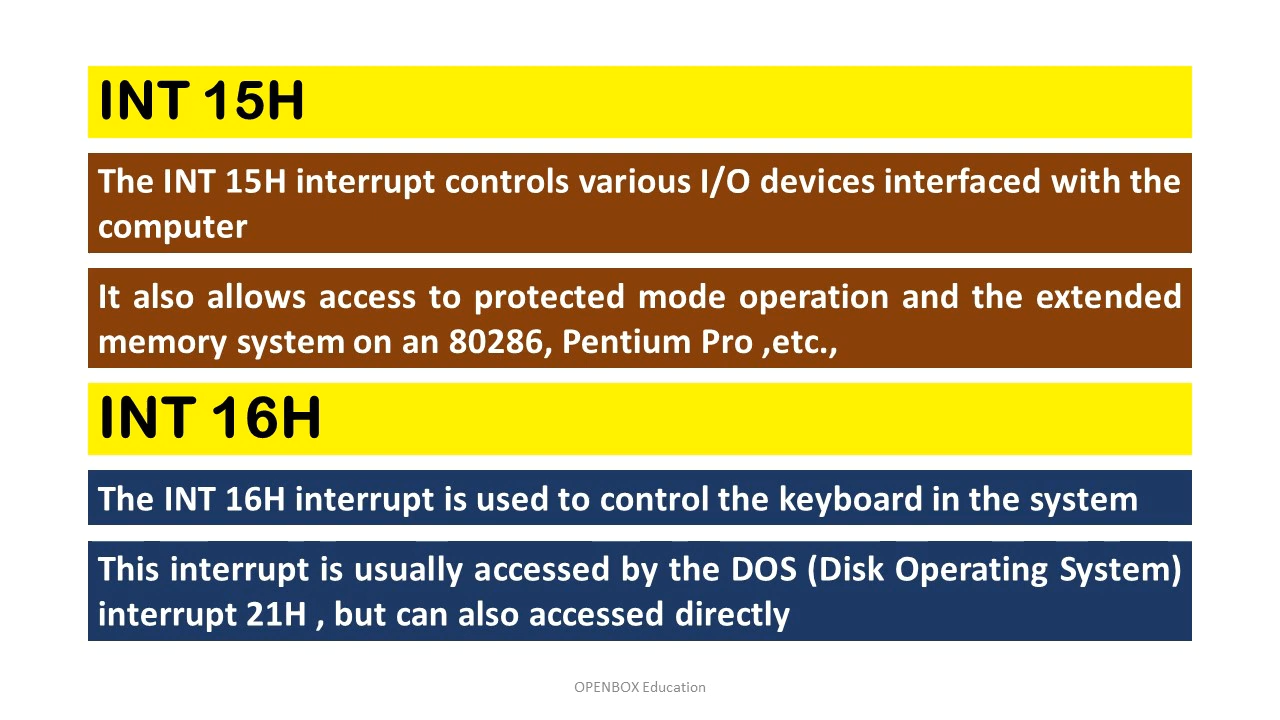 INT 15H
The INT 15H interrupt controls various I/O devices interfaced with the
computer
It also allows access to protected mode operation and the extended
memory system on an 80286, Pentium Pro ,etc.,
INT 16H
The INT 16H interrupt is used to control the keyboard in the system
This interrupt is usually accessed by the DOS (Disk Operating System)
interrupt 21H , but can also accessed directly
OPENBOX Education